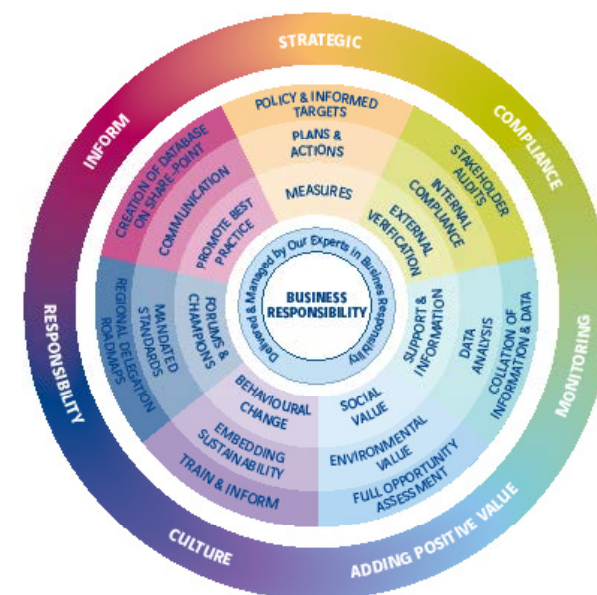 STRATEGIC
COMPLIANCE
MONITORING
ADDING POSITIVE VALUE
CULTURE
RESPONSIBILITY
INFORM
POLICY & INFORMED
TARGETS
PLANS &
ACTIONS
MEASURES
STAKEHOLDER
AUDITS
INTERNAL
COMPLIANCE
EXTERNAL
VERIFICATION
COLLATION OF
INFORMATION & DATA
DATA
ANALYSIS
SUPPORT &
INFORMATION
SOCIAL
VALUE
ENVIRONMENTAL
VALUE
FULL OPPORTUNITY
ASSESSMENT
BEHAVIOURAL
CHANGE
EMBEDDING
SUSTAINABILITY
TRAIN & INFORM
REGIONAL DELEGATION
ROADMAPS
MANDATED
STANDARDS
FORUMS &
CHAMPIONS
CREATION OF DATABASE
ON SHARE-POINT
COMMUNICATION
PROMOTE BEST
PRACTICE
Delivered & Managed by Our Experts in Busines Responsibility
BUSINESS
RESPONSIBILITY